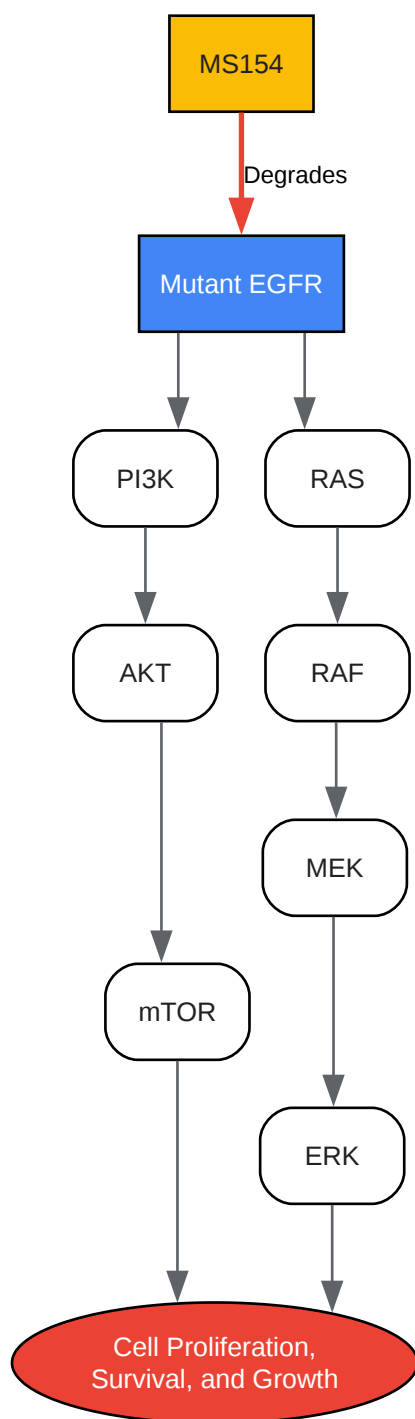 MS154
Degrades
Mutant EGFR
PI3K
RAS
AKT
RAF
MEK
mTOR
ERK
Cell Proliferation,
Survival, and Growth